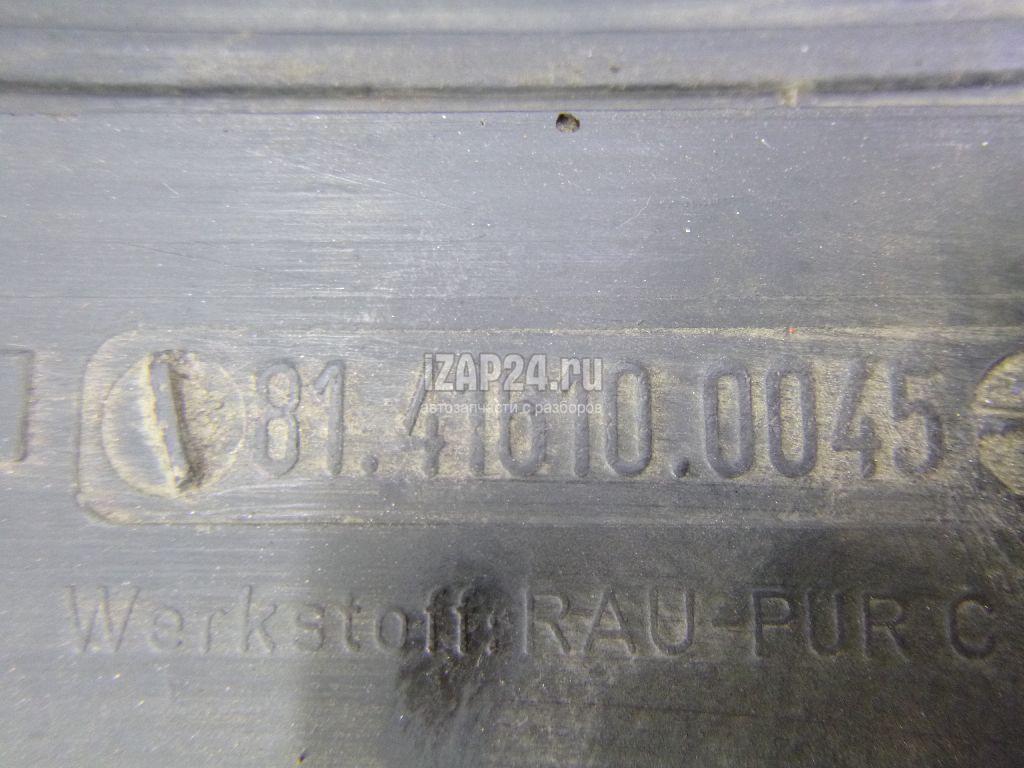 iZAP24.ru
автозапчасти с разборов
81.41610.0045
Werkstoff: RAU-PUR C